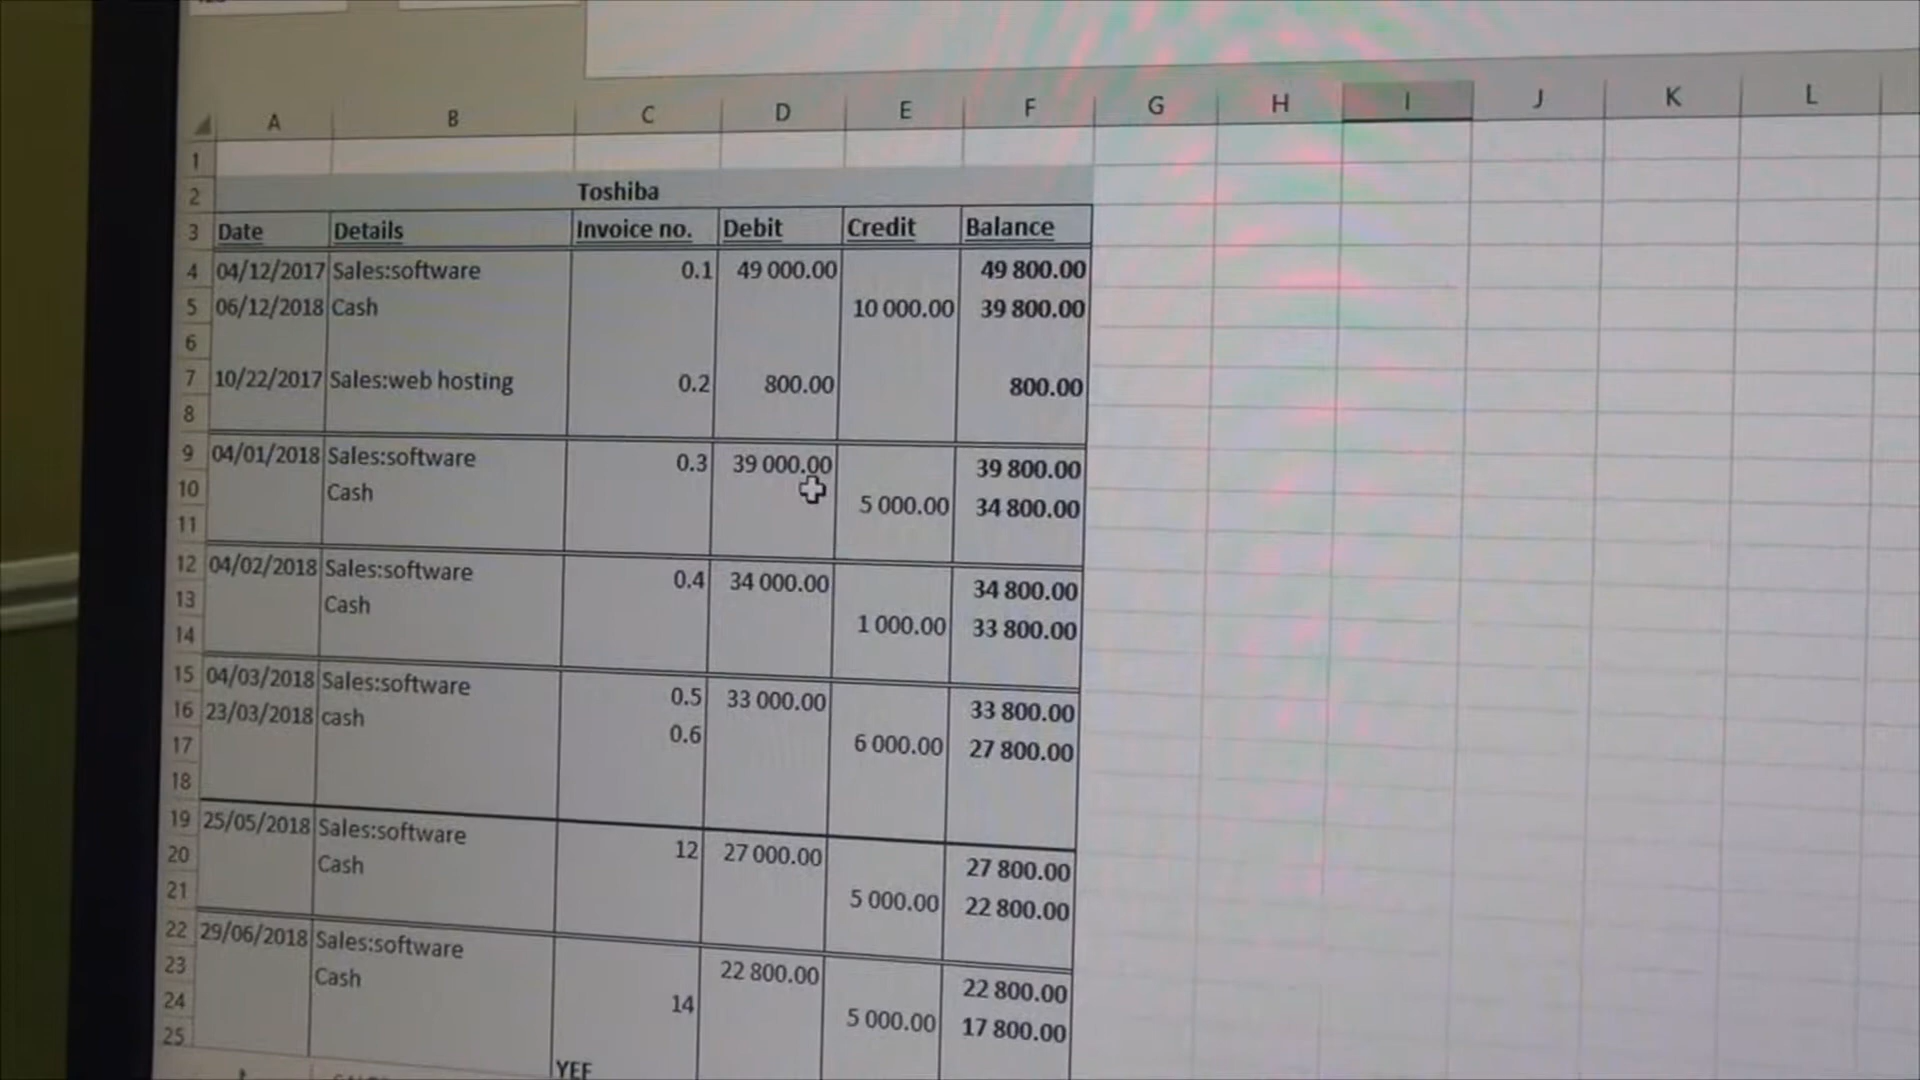 A B C D E F G H I J K L
1
2 Toshiba
3 Date Details Invoice no. Debit Credit Balance
4 04/12/2017 Sales:software 0.1 49 000.00 49 800.00
5 06/12/2018 Cash 10 000.00 39 800.00
6
7 10/22/2017 Sales:web hosting 0.2 800.00 800.00
8
9 04/01/2018 Sales:software 0.3 39 000.00 39 800.00
10 Cash 5 000.00 34 800.00
11
12 04/02/2018 Sales:software 0.4 34 000.00 34 800.00
13 Cash 1 000.00 33 800.00
14
15 04/03/2018 Sales:software 0.5 33 000.00 33 800.00
16 23/03/2018 cash 0.6 6 000.00 27 800.00
17
18
19 25/05/2018 Sales:software 12 27 000.00 27 800.00
20 Cash 5 000.00 22 800.00
21
22 29/06/2018 Sales:software 22 800.00 22 800.00
23 Cash 14 5 000.00 17 800.00
24
25 YEF